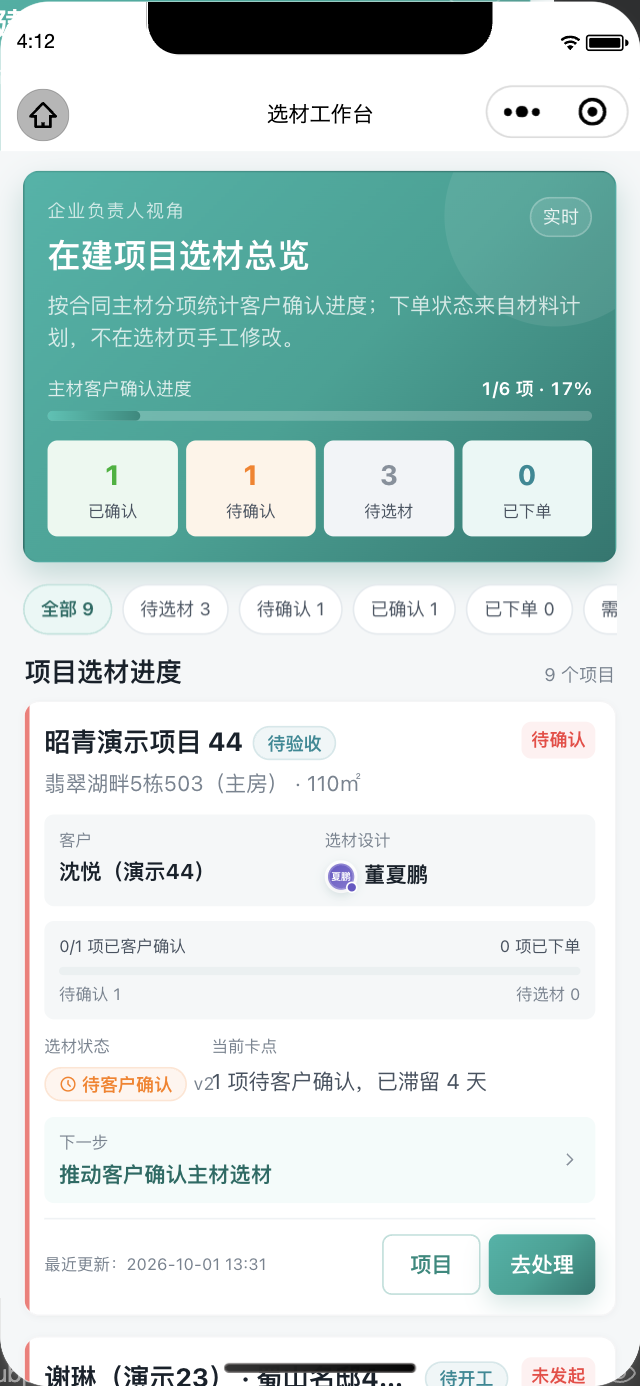 4:12
选材工作台
企业负责人视角
实时
在建项目选材总览
按合同主材分项统计客户确认进度；下单状态来自材料计
划，不在选材页手工修改。
主材客户确认进度 1/6 项 · 17%
1 1 3 0
已确认 待确认 待选材 已下单
全部 9 待选材 3 待确认 1 已确认 1 已下单 0 需
项目选材进度 9 个项目
昭青演示项目 44 待验收 待确认
翡翠湖畔5栋503（主房） · 110㎡
客户 选材设计
沈悦（演示44） 夏鹏 董夏鹏
0/1 项已客户确认 0 项已下单
待确认 1 待选材 0
选材状态 当前卡点
待客户确认 v2 1 项待客户确认，已滞留 4 天
下一步
推动客户确认主材选材
最近更新：2026-10-01 13:31 项目 去处理
谢琳（演示23） · 蜀山名邸4... 待开工 未发起